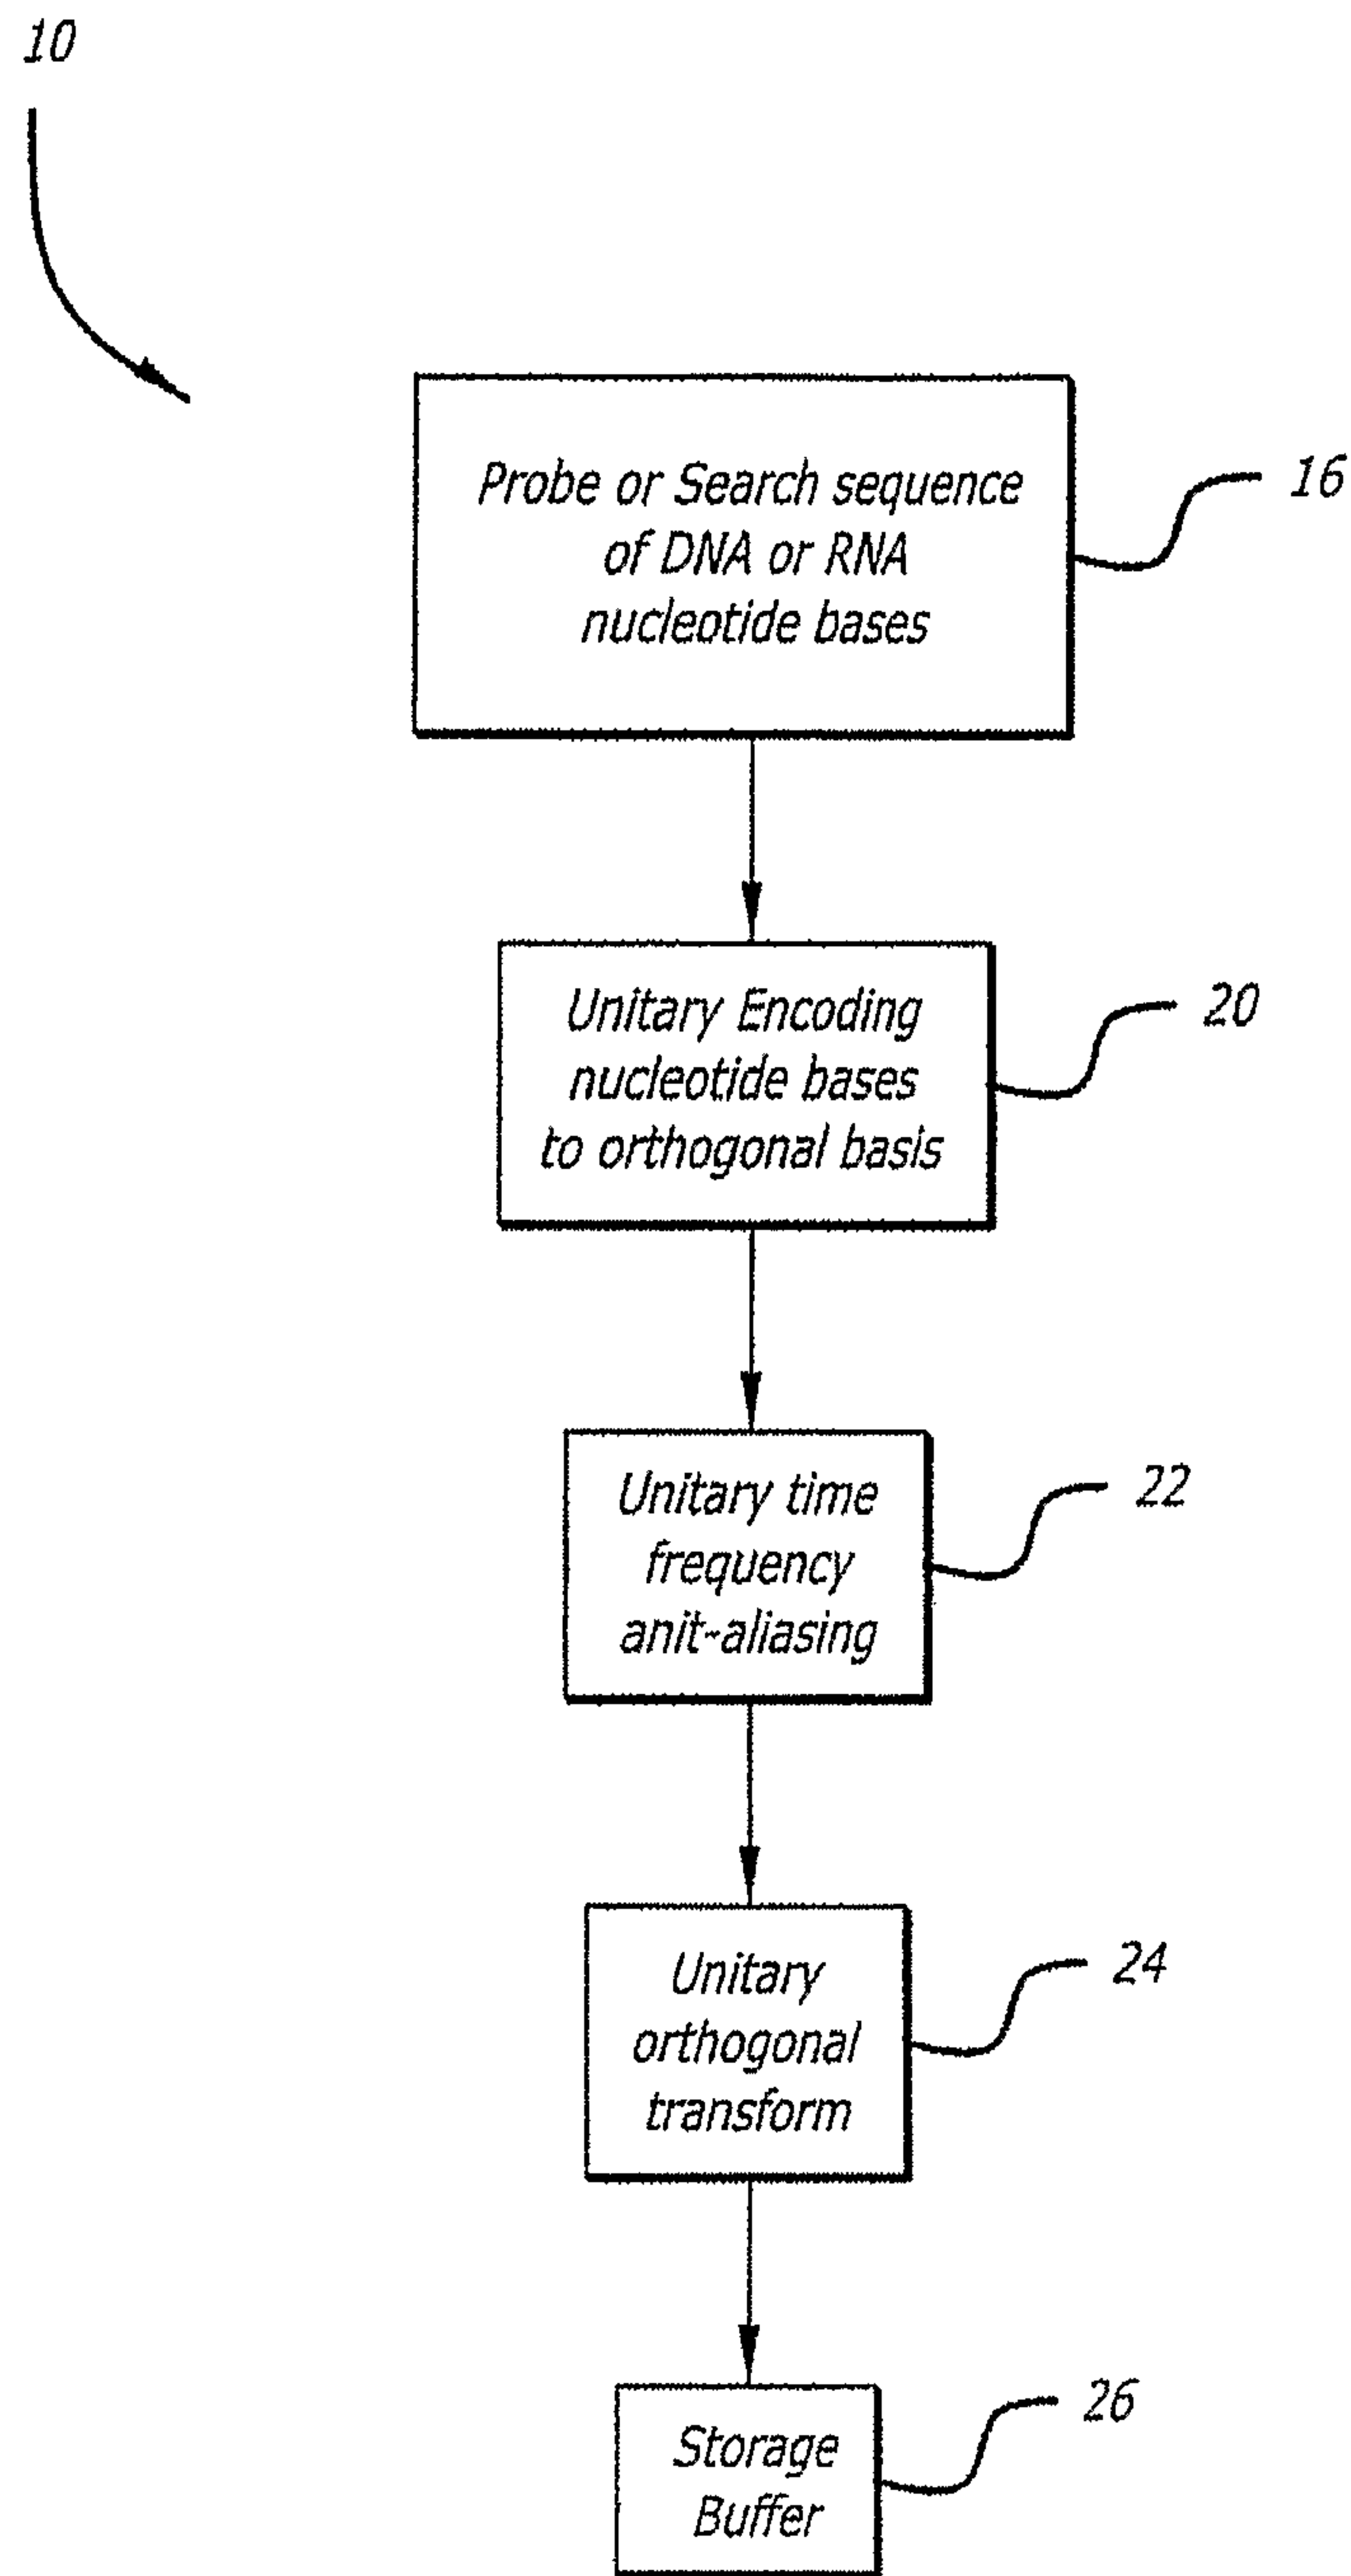 10
Probe or Search sequence
of DNA or RNA
nucleotide bases
16
Unitary Encoding
nucleotide bases
to orthogonal basis
20
Unitary time
frequency
anit-aliasing
22
Unitary
orthogonal
transform
24
Storage
Buffer
26